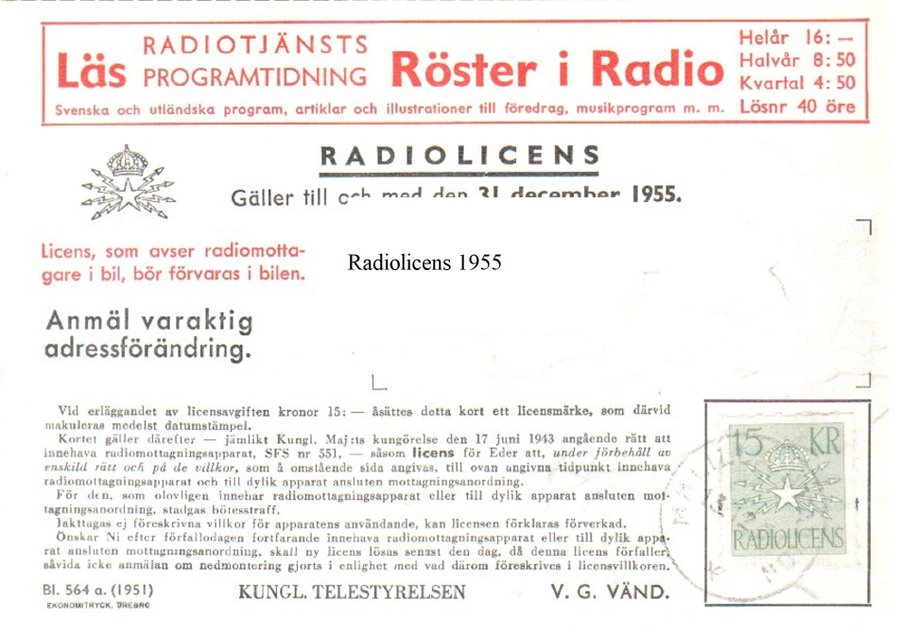 Läs RADIOTJÄNSTS PROGRAMTIDNING Röster i Radio
Svenska och utländska program, artiklar och illustrationer till föredrag, musikprogram m. m.
Helår 16: —
Halvår 8: 50
Kvartal 4: 50
Lösnr 40 öre
RADIOLICENS
Gäller till och med den 31 december 1955.
Licens, som avser radiomotta-
gare i bil, bör förvaras i bilen.
Radiolicens 1955
Anmäl varaktig
adressförändring.
Vid erläggandet av licensavgiften kronor 15: — åsättes detta kort ett licensmärke, som därvid
makuleras medelst datumstämpel.
Kortet gäller därefter — jämlikt Kungl. Maj:ts kungörelse den 17 juni 1943 angående rätt att
innehava radiomottagningsapparat, SFS nr 551, — såsom licens för Eder att, under förbehåll av
enskild rätt och på de villkor, som å omstående sida angivas, till ovan angivna tidpunkt innehava
radiomottagningsapparat och till dylik apparat ansluten mottagningsanordning.
För den, som olovligen innehar radiomottagningsapparat eller till dylik apparat ansluten mot-
tagningsanordning, stadgas bötesstraff.
Iakttagas ej föreskrivna villkor för apparatens användande, kan licensen förklaras förverkad.
Önskar Ni efter förfallodagen fortfarande innehava radiomottagningsapparat eller till dylik appa-
rat ansluten mottagningsanordning, skall ny licens lösas senast den dag, då denna licens förfaller,
såvida icke anmälan om nedmontering gjorts i enlighet med vad därom föreskrives i licensvillkoren.
Bl. 564 a. (1951)
EKONOMITRYCK, ÖREBRO
KUNGL. TELESTYRELSEN
V. G. VÄND.
15 KR
RADIOLICENS